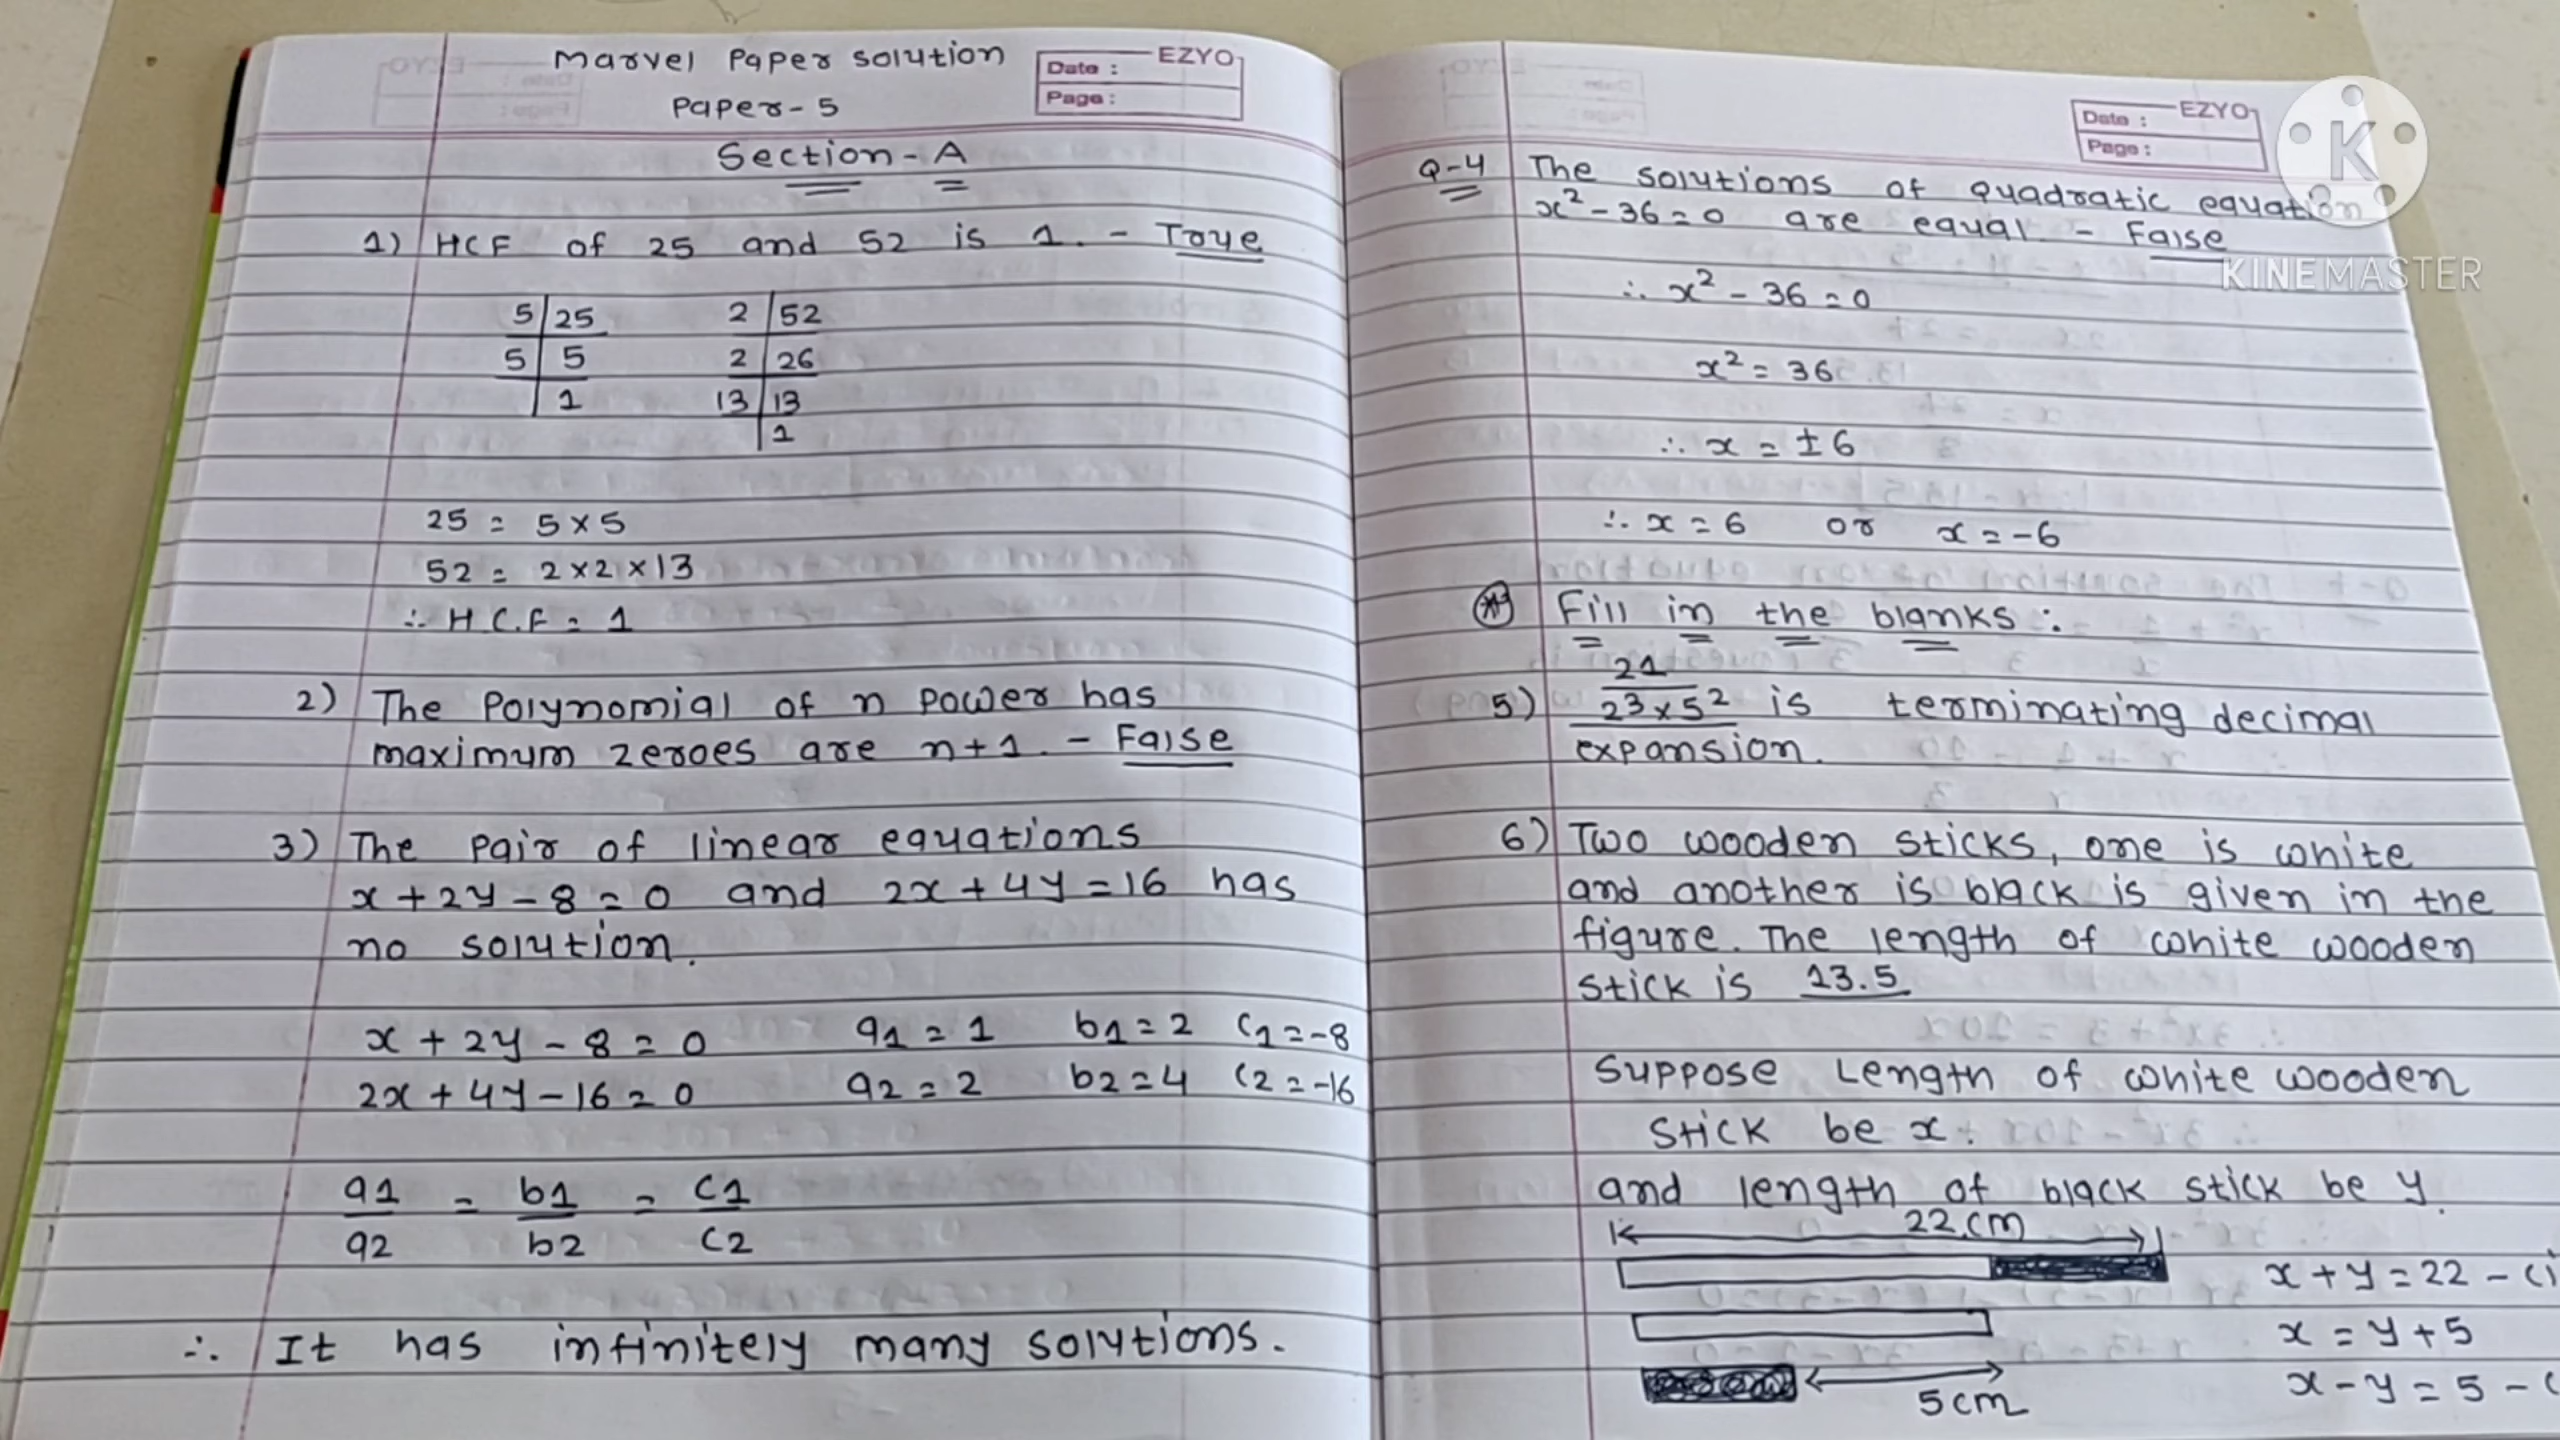 Marvel Paper solution
Paper-5
EZYO
Date :
Page :
Section-A
1) HCF of 25 and 52 is 1. - True
5 25 2 52
5 5 2 26
1 13 13
1
25 = 5×5
52 = 2×2×13
∴ H.C.F = 1
2) The Polynomial of n power has
maximum zeroes are n+1. - False
3) The pair of linear equations
x+2y-8=0 and 2x+4y=16 has
no solution.
x+2y-8=0 a1=1 b1=2 c1=-8
2x+4y-16=0 a2=2 b2=4 c2=-16
a1/a2 = b1/b2 = c1/c2
∴ It has infinitely many solutions.
EZYO
Date :
Page :
K
KINEMASTER
Q-4 The solutions of quadratic equation
x²-36=0 are equal - False
∴ x²-36=0
x²=36
∴ x=±6
∴ x=6 or x=-6
Fill in the blanks:
21
5) 2³×5² is terminating decimal
expansion.
6) Two wooden sticks, one is white
and another is black is given in the
figure. The length of white wooden
stick is 13.5
Suppose Length of white wooden
stick be x.
and length of black stick be y.
22 cm
x+y=22-(i
x=y+5
5cm x-y=5-(